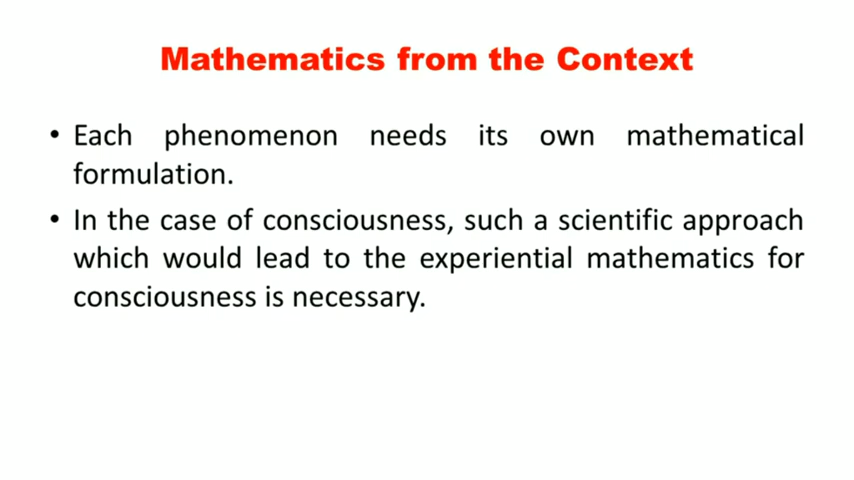 Mathematics from the Context
• Each phenomenon needs its own mathematical
formulation.
• In the case of consciousness, such a scientific approach
which would lead to the experiential mathematics for
consciousness is necessary.